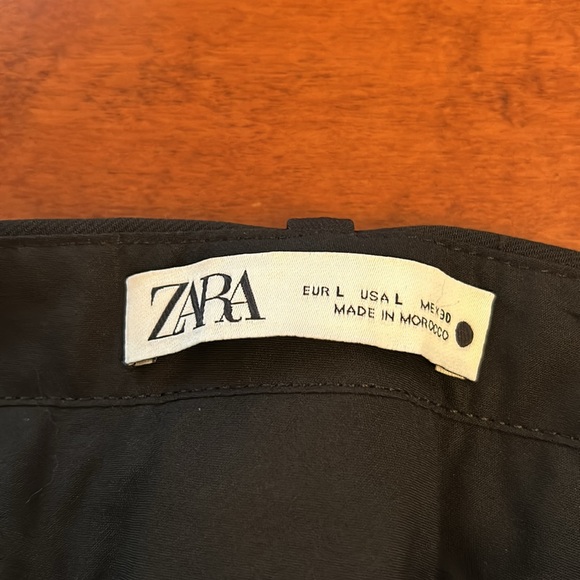 ZARA
EUR L USA L MEX 30
MADE IN MOROCCO